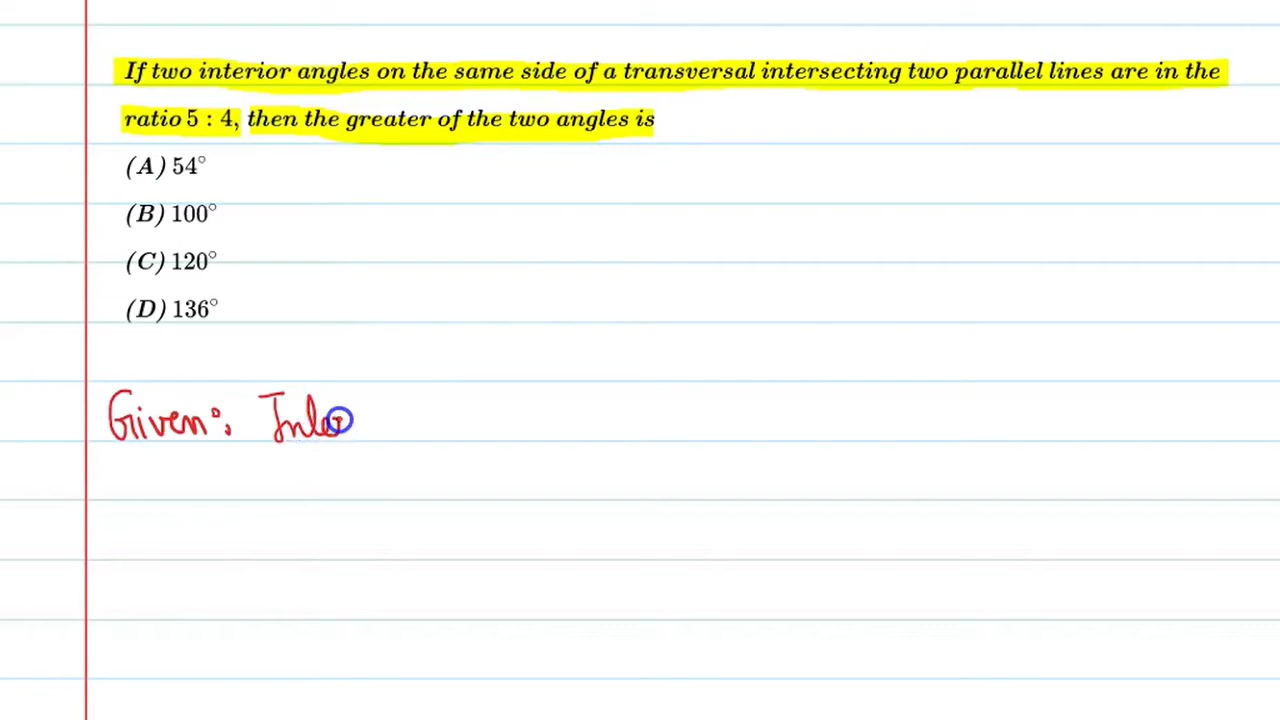 If two interior angles on the same side of a transversal intersecting two parallel lines are in the
ratio 5 : 4, then the greater of the two angles is
(A) 54°
(B) 100°
(C) 120°
(D) 136°
Given: